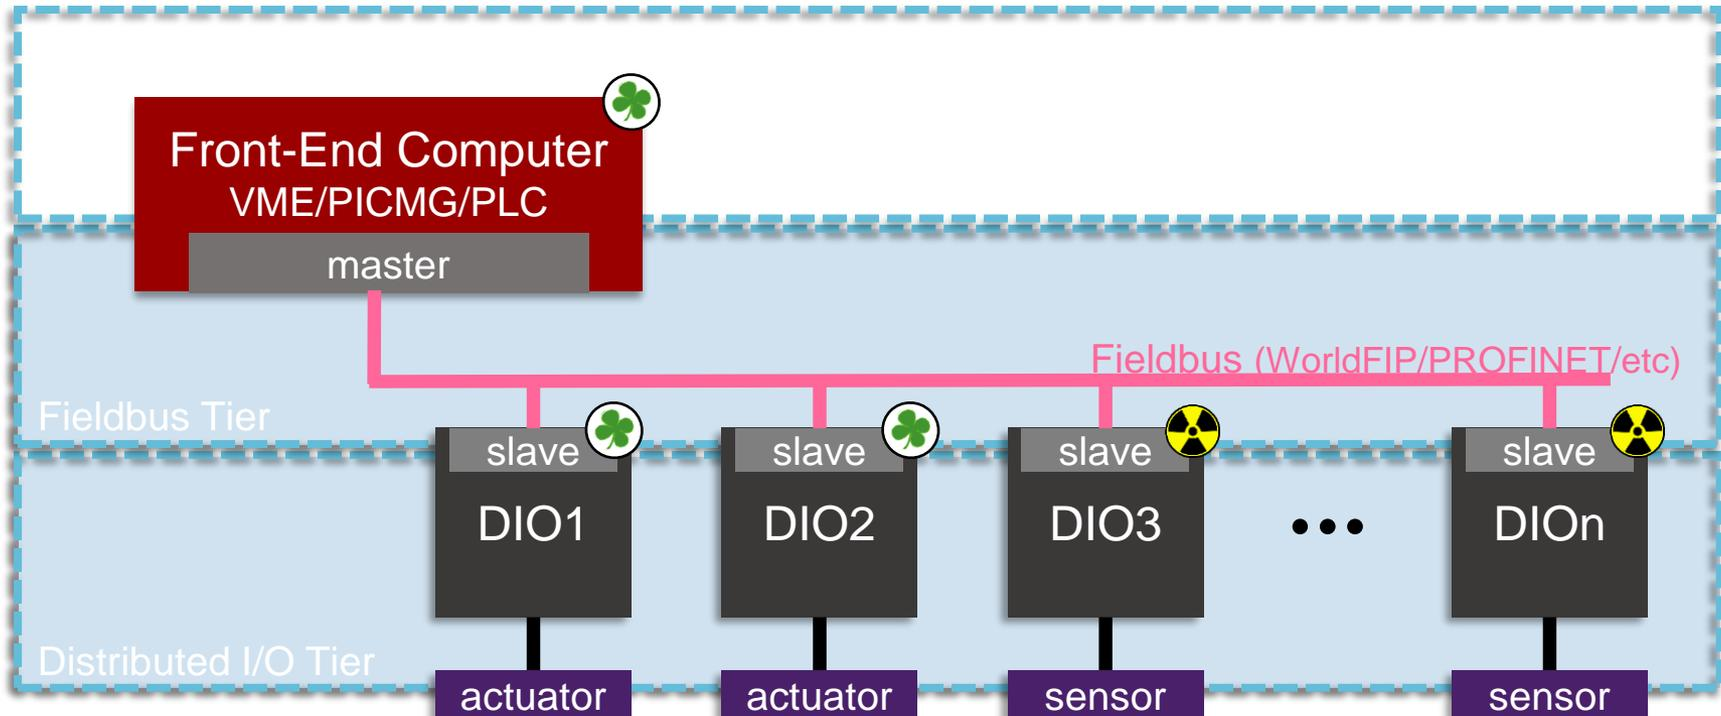 Front-End Computer
VME/PICMG/PLC
master
Fieldbus (WorldFIP/PROFINET/etc)
Fieldbus Tier
slave
slave
slave
slave
DIO1
DIO2
DIO3
•••
DIOn
Distributed I/O Tier
actuator
actuator
sensor
sensor